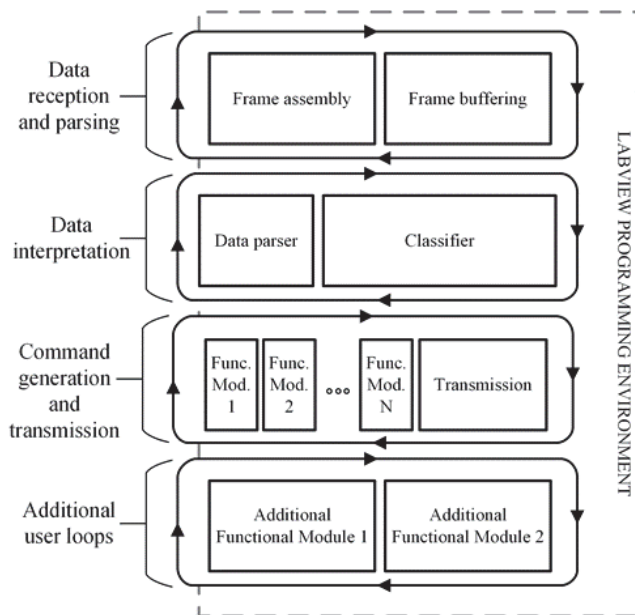 Data
reception
and parsing
Frame assembly
Frame buffering
Data
interpretation
Data parser
Classifier
Command
generation
and
transmission
Func.
Mod.
1
Func.
Mod.
2
Func.
Mod.
N
Transmission
Additional
user loops
Additional
Functional Module 1
Additional
Functional Module 2
LABVIEW PROGRAMMING ENVIRONMENT